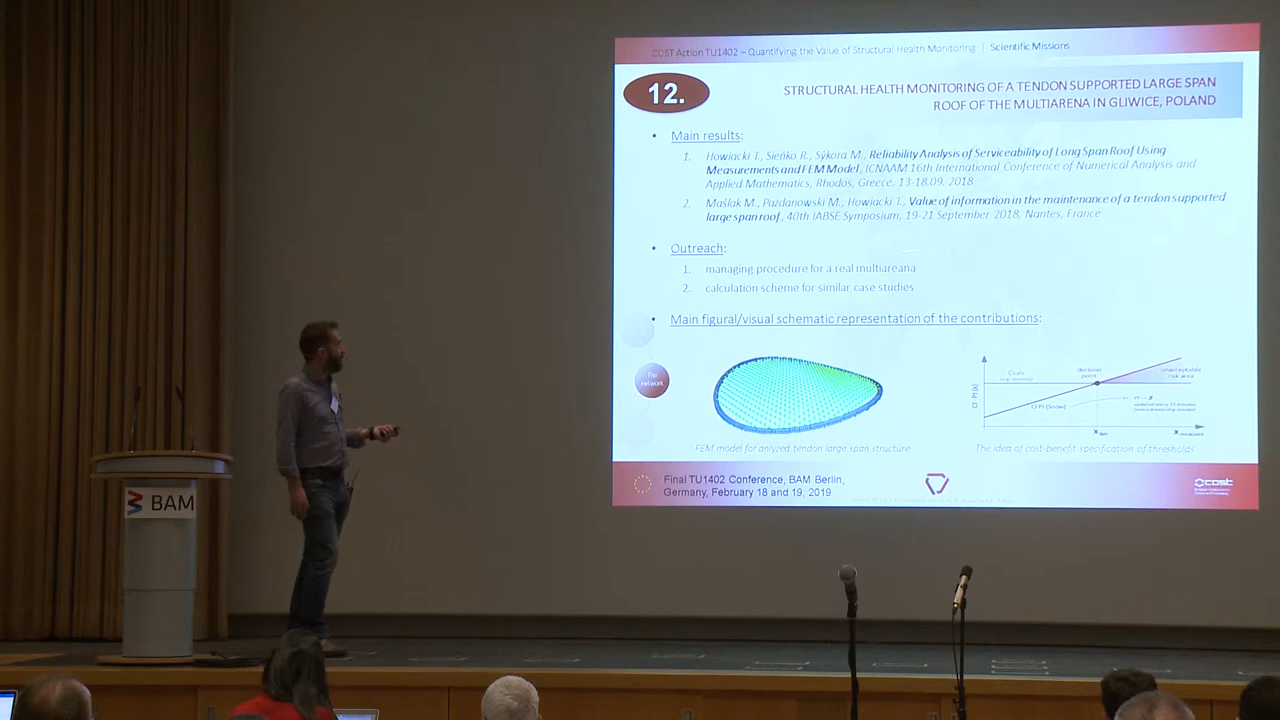 COST Action TU1402 – Quantifying the Value of Structural Health Monitoring | Scientific Missions
12.
STRUCTURAL HEALTH MONITORING OF A TENDON SUPPORTED LARGE SPAN
ROOF OF THE MULTIARENA IN GLIWICE, POLAND
• Main results:
1. Howiacki T., Sieńko R., Sýkora M., Reliability Analysis of Serviceability of Long Span Roof Using
Measurements and FEM Model, ICNAAM 16th International Conference of Numerical Analysis and
Applied Mathematics, Rhodos, Greece, 13-18.09. 2018
2. Maślak M., Pazdanowski M., Howiacki T., Value of information in the maintenance of a tendon supported
large span roof, 40th IABSE Symposium, 19-21 September 2018, Nantes, France
• Outreach:
1. managing procedure for a real multiareana
2. calculation scheme for similar case studies
• Main figural/visual schematic representation of the contributions:
The
network
decision
point
unacceptable
risk area
Cf · Pf (x)
Cf Pf (Snow)
FEM model for anlyzed tendon large span structure
The idea of cost-benefit specification of thresholds
Final TU1402 Conference, BAM Berlin,
Germany, February 18 and 19, 2019
cost
BAM